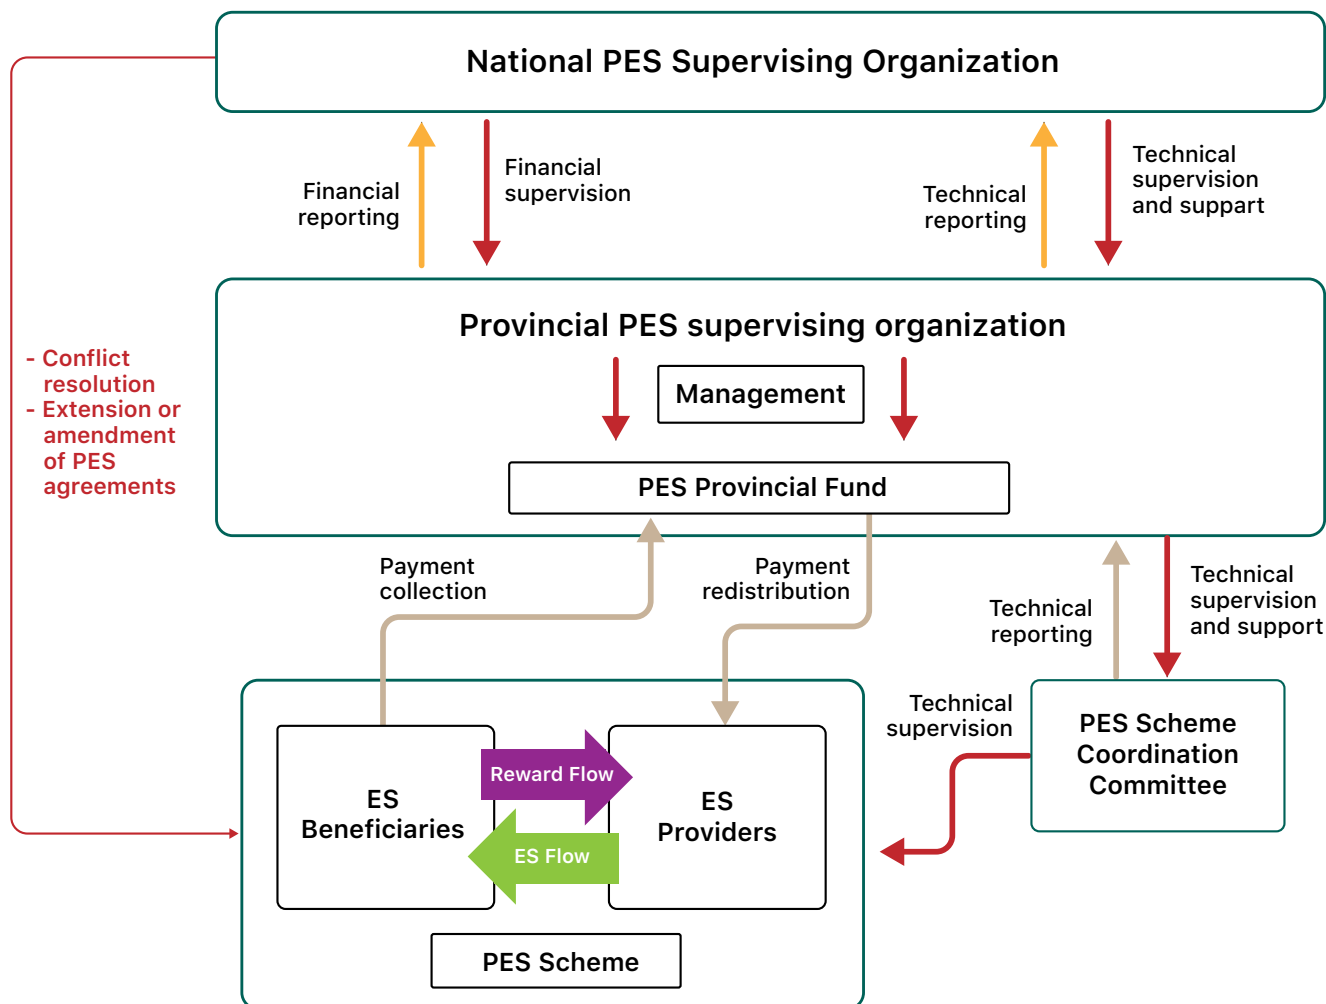 National PES Supervising Organization
Financial
reporting
Financial
supervision
Technical
reporting
Technical
supervision
and suppart
Provincial PES supervising organization
Management
PES Provincial Fund
- Conflict
resolution
- Extension or
amendment
of PES
agreements
Payment
collection
Payment
redistribution
Technical
reporting
Technical
supervision
and support
Technical
supervision
PES Scheme
Coordination
Committee
ES
Beneficiaries
Reward Flow
ES Flow
ES
Providers
PES Scheme